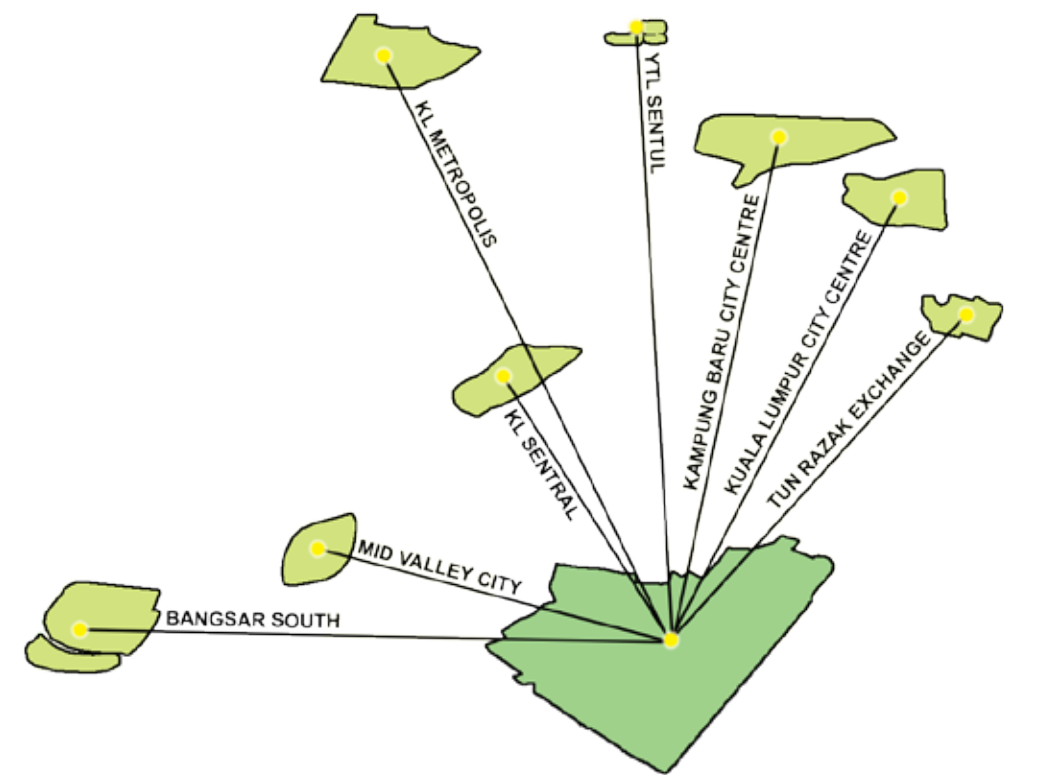 KL METROPOLIS
YTL SENTUL
KAMPUNG BARU CITY CENTRE
KUALA LUMPUR CITY CENTRE
TUN RAZAK EXCHANGE
KL SENTRAL
MID VALLEY CITY
BANGSAR SOUTH